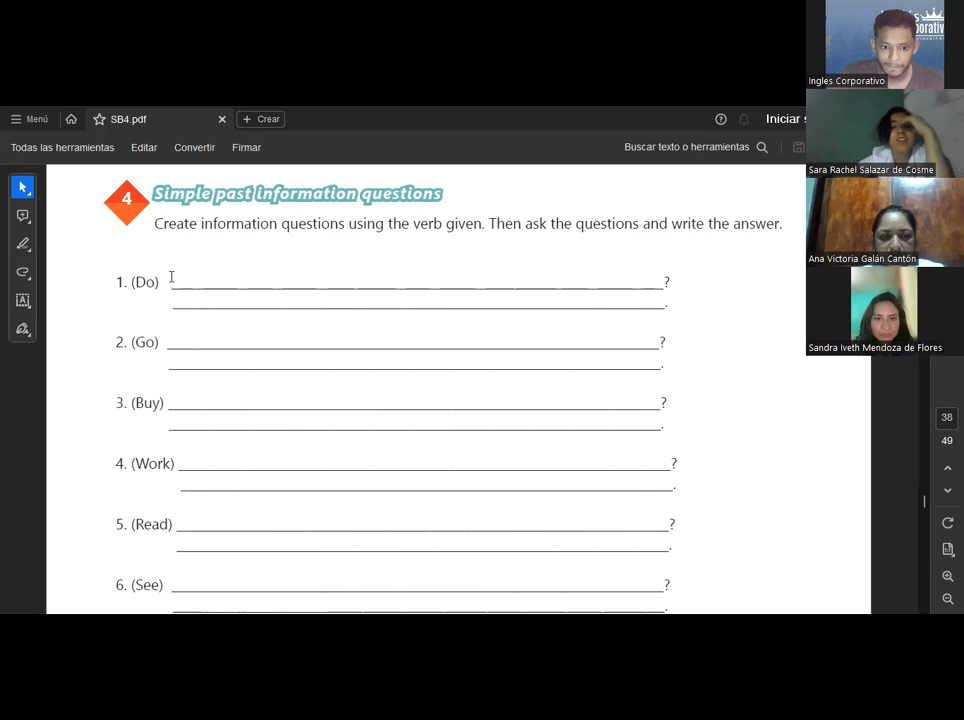 Menú
SB4.pdf
Crear
Iniciar s
Todas las herramientas
Editar
Convertir
Firmar
Buscar texto o herramientas
4
Simple past information questions
Create information questions using the verb given. Then ask the questions and write the answer.
1. (Do) ?
.
2. (Go) ?
.
3. (Buy) ?
.
4. (Work) ?
.
5. (Read) ?
.
6. (See) ?
.
Ingles Corporativo
Sara Rachel Salazar de Cosme
Ana Victoria Galán Cantón
Sandra Iveth Mendoza de Flores
38
49